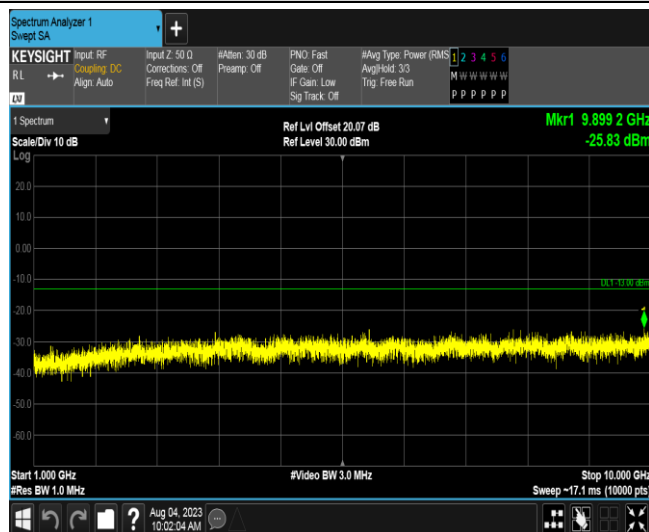 Spectrum Analyzer 1
Swept SA
KEYSIGHT
RL
LXI
Input: RF
Coupling: DC
Align: Auto
Input Z: 50 Ω
Corrections: Off
Freq Ref: Int (S)
#Atten: 30 dB
Preamp: Off
PNO: Fast
Gate: Off
IF Gain: Low
Sig Track: Off
#Avg Type: Power (RMS
Avg|Hold: 3/3
Trig: Free Run
1 2 3 4 5 6
M W W W W W
P P P P P P
1 Spectrum
Scale/Div 10 dB
Log
Ref Lvl Offset 20.07 dB
Ref Level 30.00 dBm
Mkr1 9.899 2 GHz
-25.83 dBm
20.0
10.0
0.00
-10.0
DL1 -13.00 dBm
-20.0
1
-30.0
-40.0
-50.0
-60.0
Start 1.000 GHz
#Video BW 3.0 MHz
Stop 10.000 GHz
#Res BW 1.0 MHz
Sweep ~17.1 ms (10000 pts)
?
Aug 04, 2023
10:02:04 AM